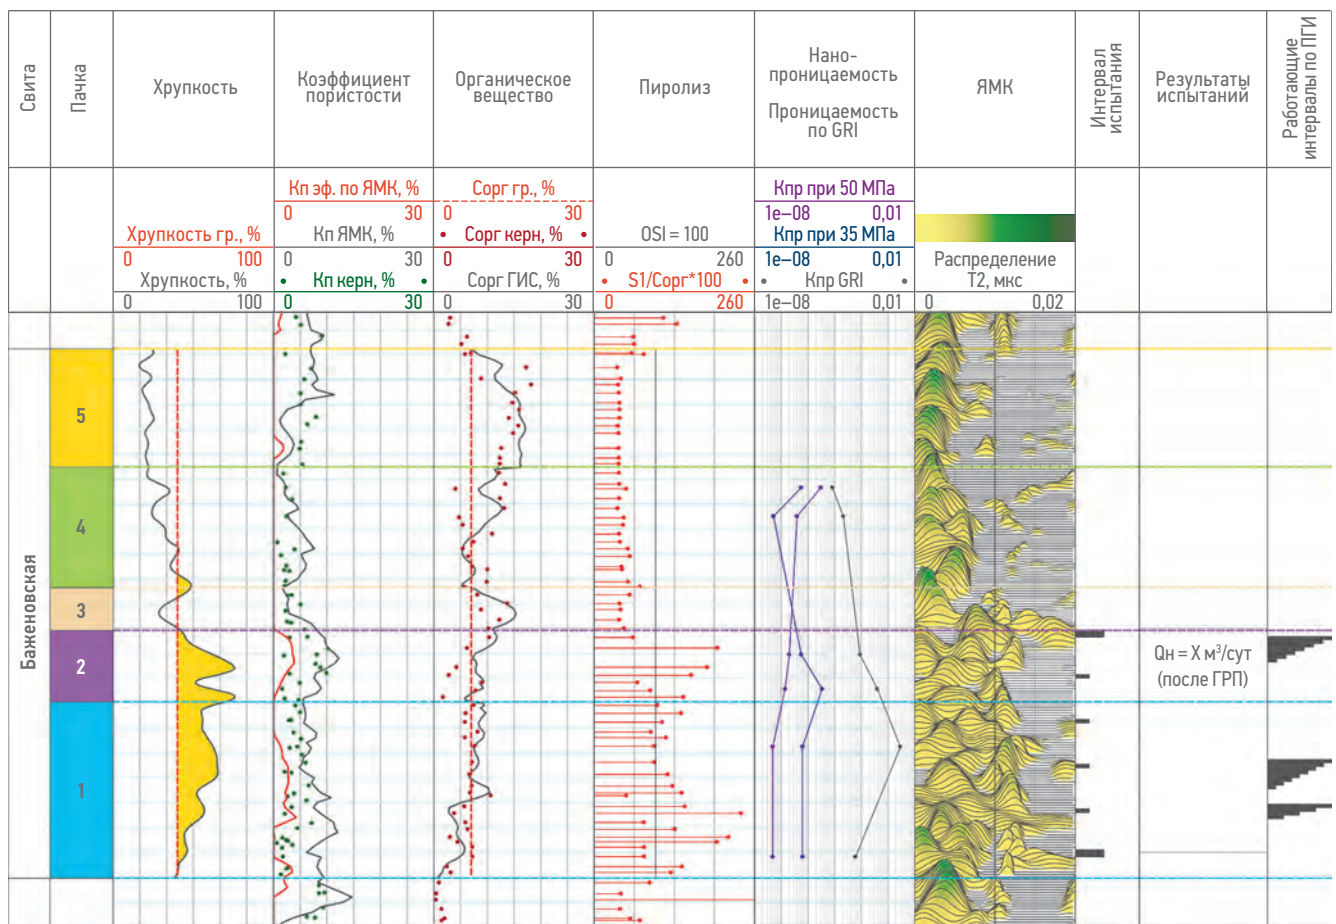 Свита
Пачка
Хрупкость
Коэффициент
пористости
Органическое
вещество
Пиролиз
Нано-
проницаемость
Проницаемость
по GRI
ЯМК
Интервал
испытания
Результаты
испытаний
Работающие
интервалы по ПГИ
Хрупкость гр., %
0 100
Хрупкость, %
0 100
Кп эф. по ЯМК, %
0 30
Кп ЯМК, %
0 30
Кп керн, %
0 30
Сорг гр., %
0 30
Сорг керн, %
0 30
Сорг ГИС, %
0 30
OSI = 100
0 260
S1/Сорг*100
0 260
Кпр при 50 МПа
1e–08 0,01
Кпр при 35 МПа
1e–08 0,01
Кпр GRI
1e–08 0,01
Распределение
Т2, мкс
0 0,02
Баженовская
5
4
3
2
1
Qн = X м³/сут
(после ГРП)